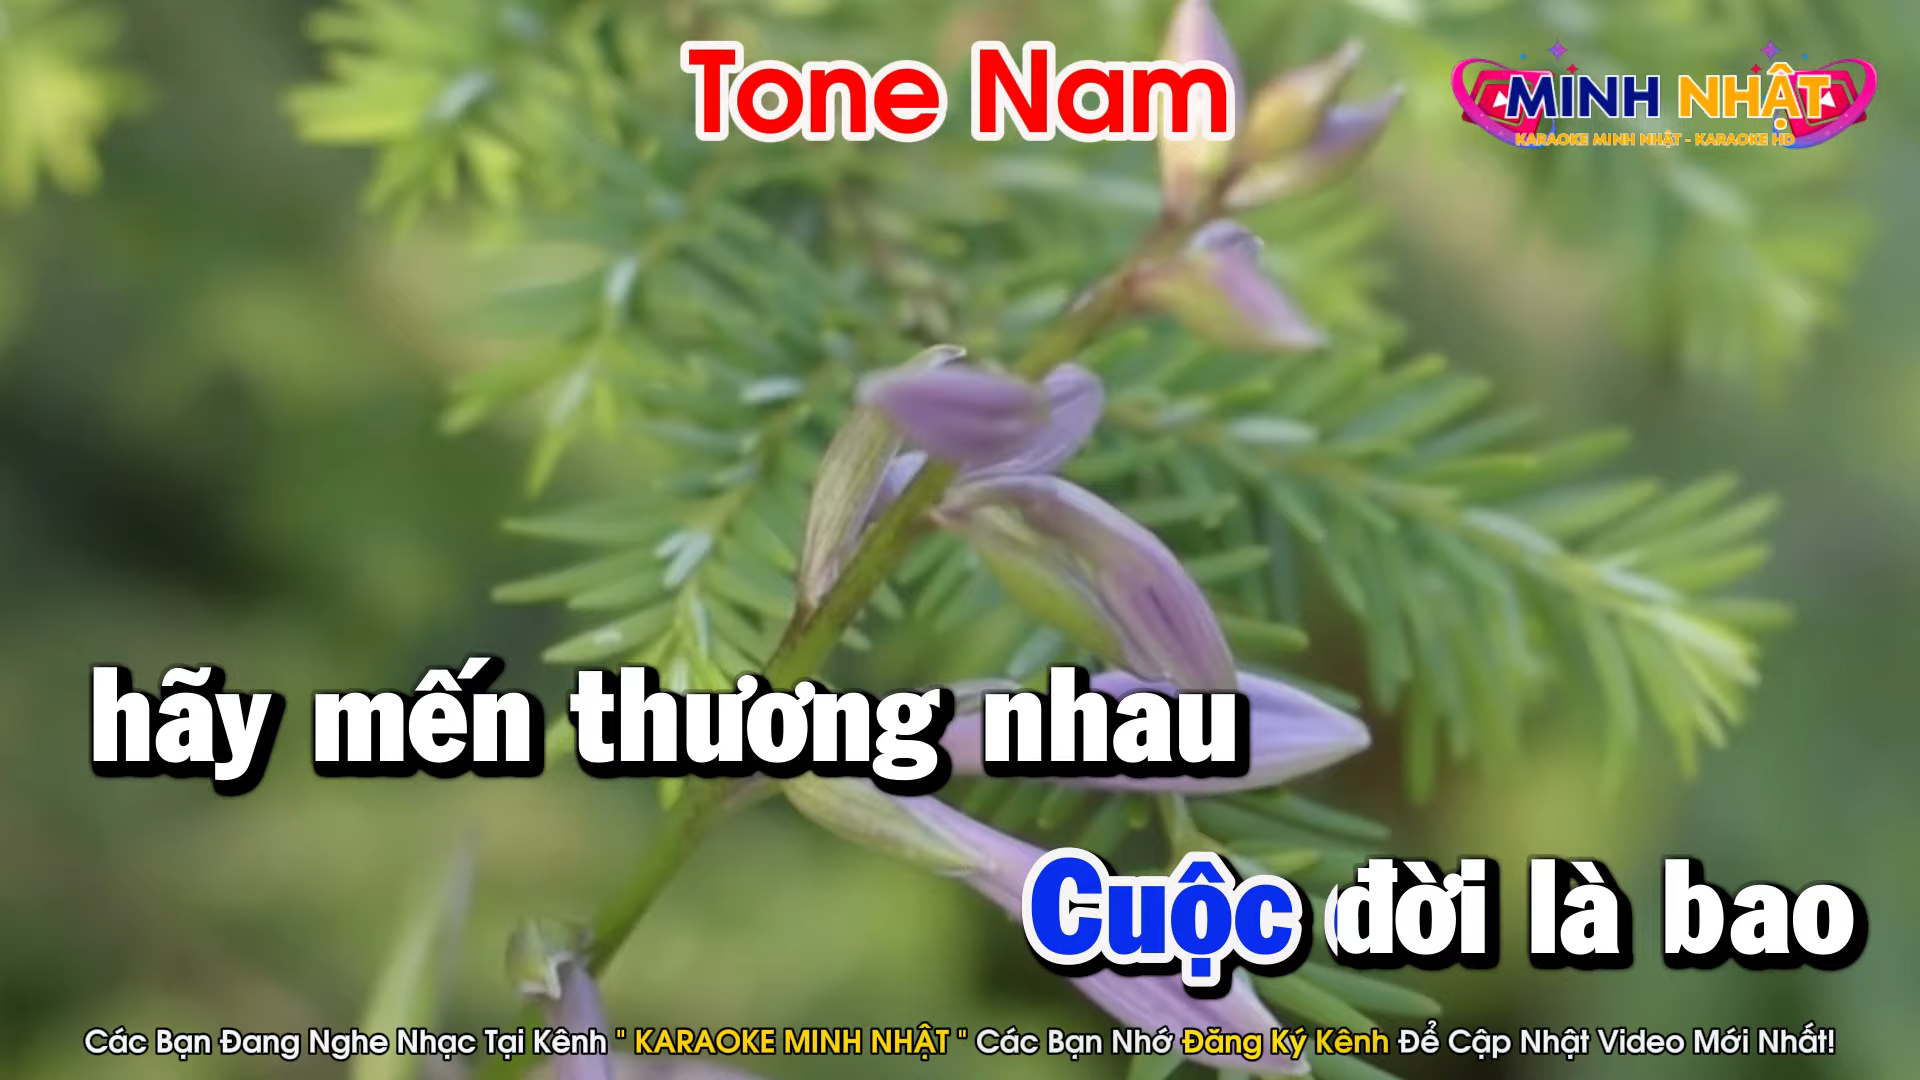 Tone Nam
MINH NHẬT
KARAOKE MINH NHẬT - KARAOKE HD
hãy mến thương nhau
Cuộc đời là bao
Các Bạn Đang Nghe Nhạc Tại Kênh " KARAOKE MINH NHẬT " Các Bạn Nhớ Đăng Ký Kênh Để Cập Nhật Video Mới Nhất!